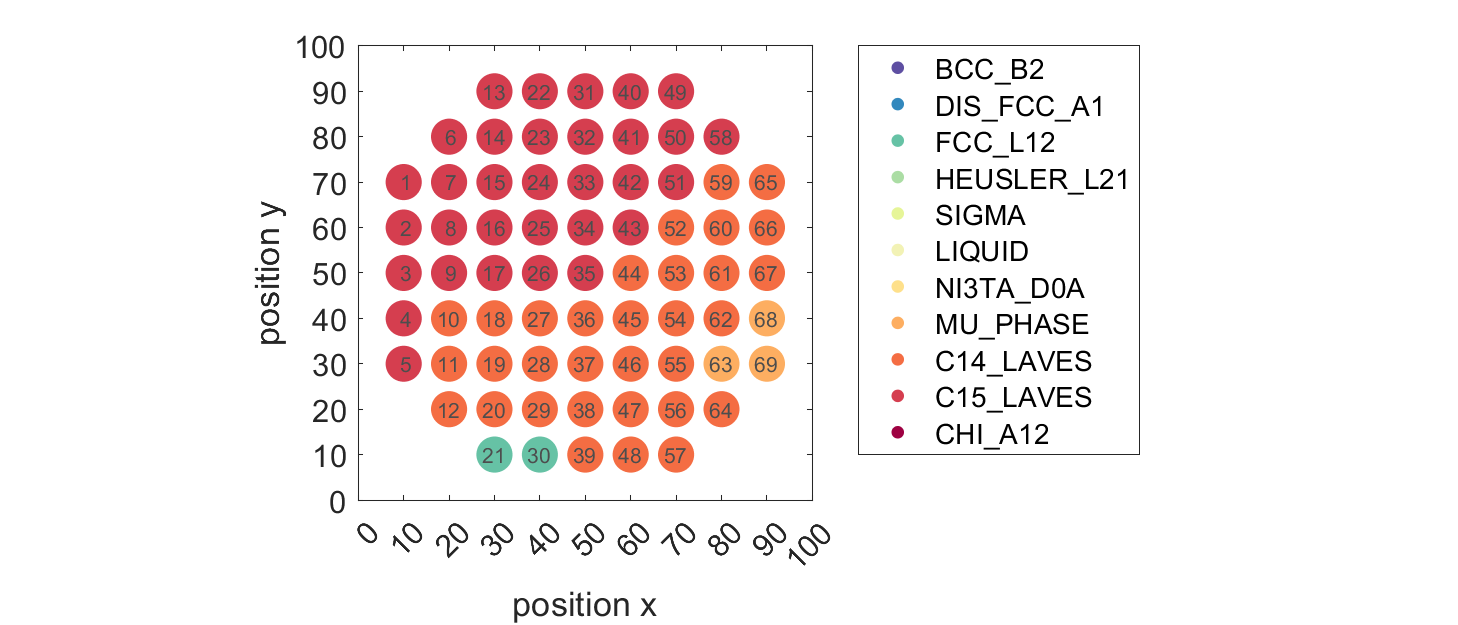 100
90
80
70
60
50
40
30
20
10
0
position y
13 22 31 40 49
6 14 23 32 41 50 58
1 7 15 24 33 42 51 59 65
2 8 16 25 34 43 52 60 66
3 9 17 26 35 44 53 61 67
4 10 18 27 36 45 54 62 68
5 11 19 28 37 46 55 63 69
12 20 29 38 47 56 64
21 30 39 48 57
0 10 20 30 40 50 60 70 80 90 100
position x
BCC_B2
DIS_FCC_A1
FCC_L12
HEUSLER_L21
SIGMA
LIQUID
NI3TA_D0A
MU_PHASE
C14_LAVES
C15_LAVES
CHI_A12